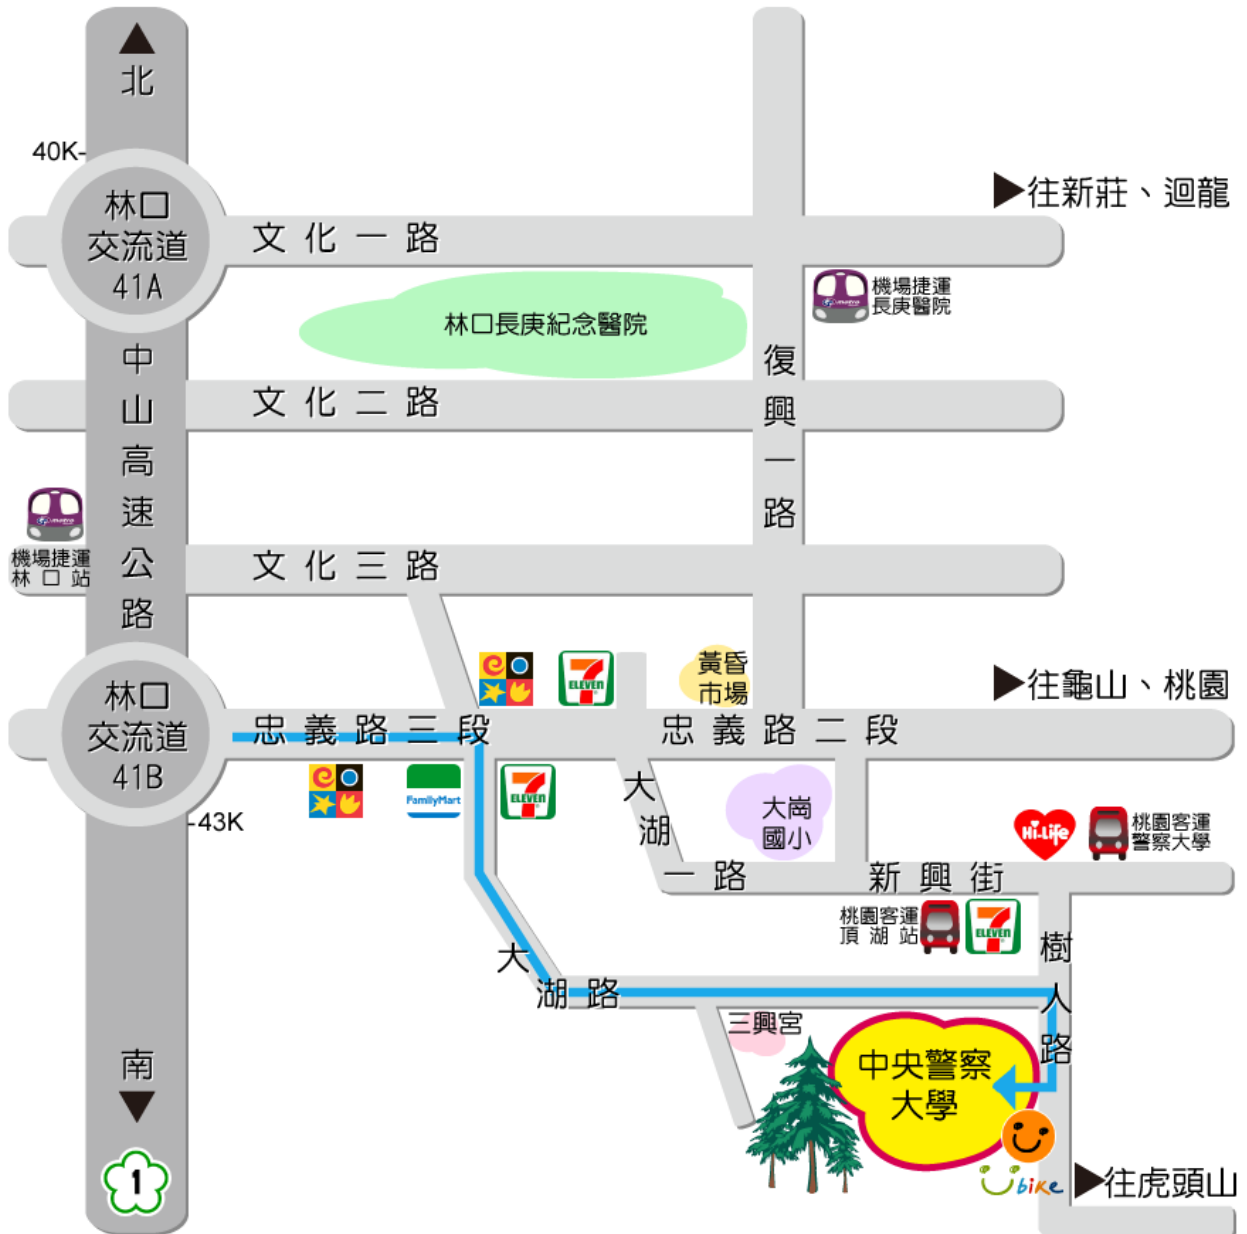 北
40K-
林口
交流道
41A
文化一路
往新莊、迴龍
機場捷運
長庚醫院
林口長庚紀念醫院
中山高速公路
文化二路
復興一路
機場捷運
林口站
文化三路
7
ELEVEN
黃昏
市場
往龜山、桃園
林口
交流道
41B
忠義路三段
忠義路二段
FamilyMart
7
ELEVEN
-43K
大湖一路
大崗
國小
Hi-Life
桃園客運
警察大學
新興街
桃園客運
頂湖站
7
ELEVEN
樹人路
大湖路
三興宮
中央警察
大學
南
1
Ubike
往虎頭山